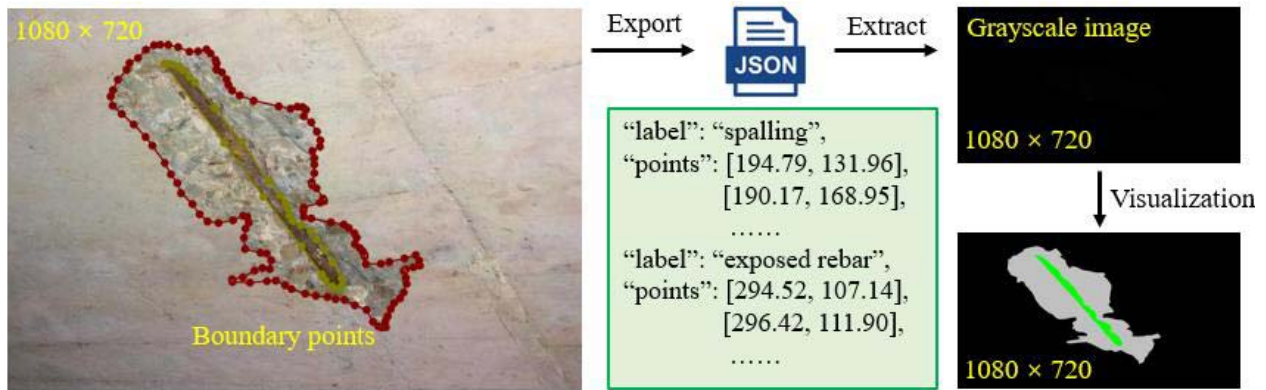 1080 × 720
Boundary points
Export
JSON
Extract
“label”: “spalling”,
“points”: [194.79, 131.96],
[190.17, 168.95],
……
“label”: “exposed rebar”,
“points”: [294.52, 107.14],
[296.42, 111.90],
……
Grayscale image
1080 × 720
Visualization
1080 × 720